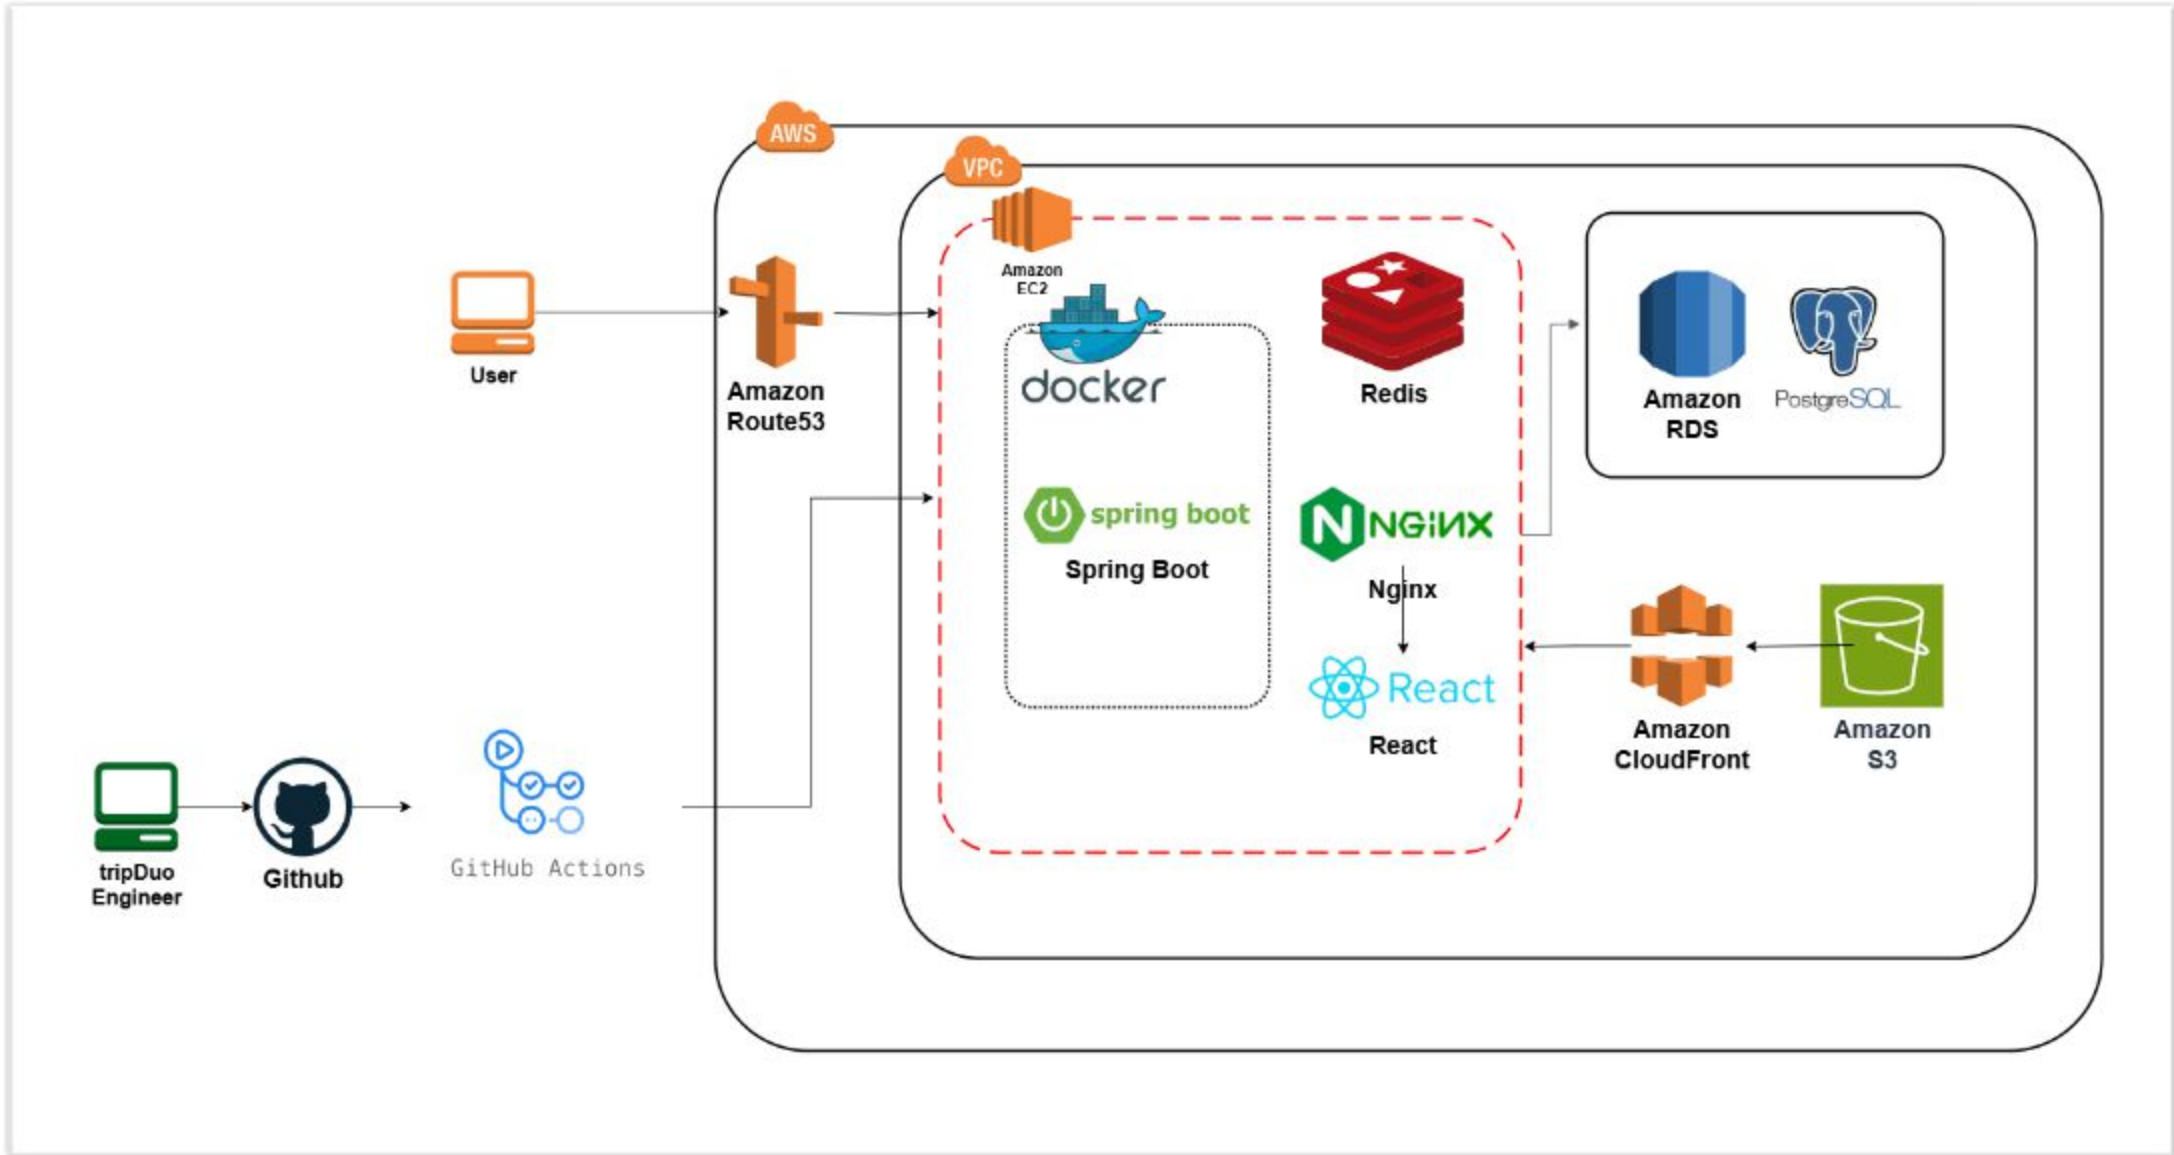 AWS
VPC
Amazon
EC2
docker
Redis
User
Amazon
Route53
Amazon
RDS
PostgreSQL
spring boot
Spring Boot
NGINX
Nginx
React
React
Amazon
CloudFront
Amazon
S3
tripDuo
Engineer
Github
GitHub Actions